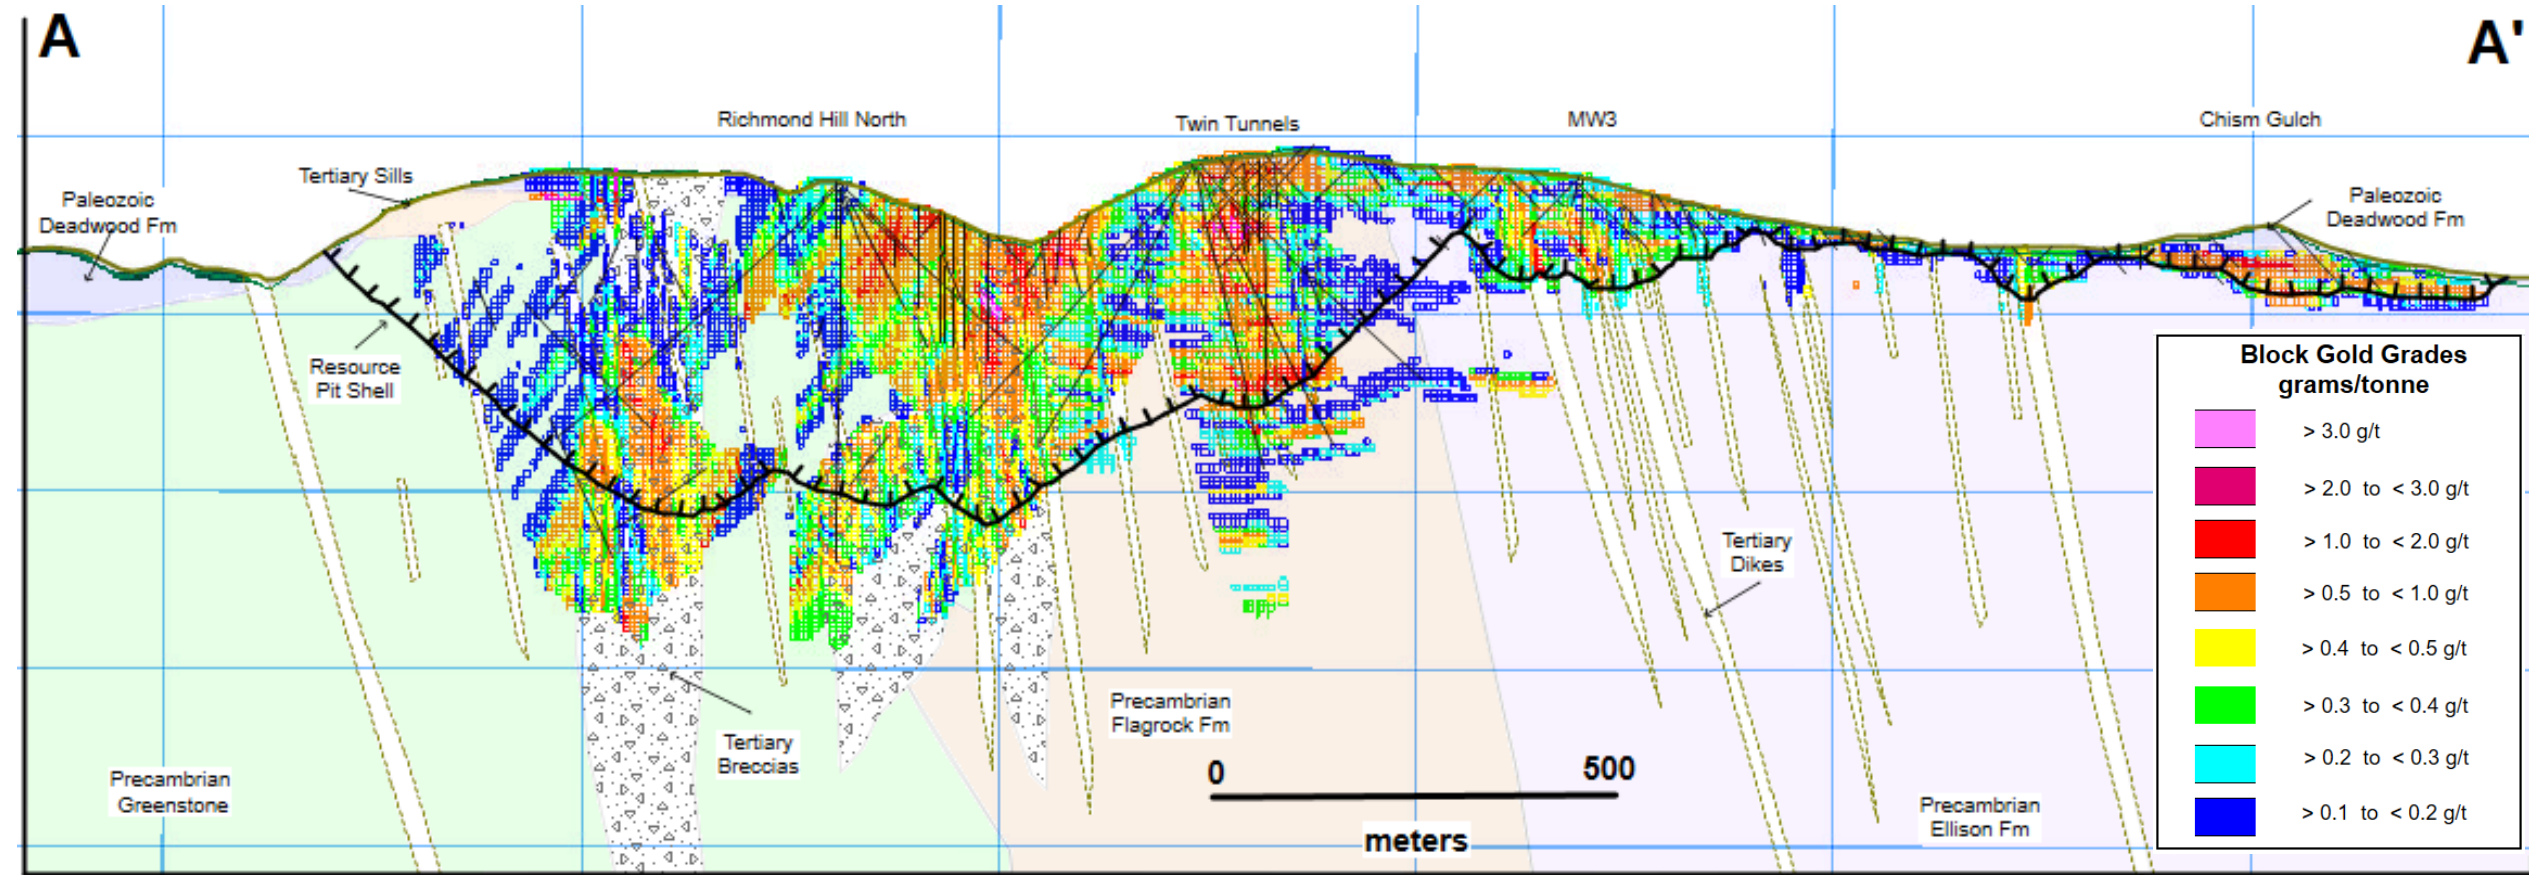 A
A'
Richmond Hill North
Twin Tunnels
MW3
Chism Gulch
Tertiary Sills
Paleozoic
Deadwood Fm
Paleozoic
Deadwood Fm
Resource
Pit Shell
Block Gold Grades
grams/tonne
> 3.0 g/t
> 2.0 to < 3.0 g/t
> 1.0 to < 2.0 g/t
> 0.5 to < 1.0 g/t
> 0.4 to < 0.5 g/t
> 0.3 to < 0.4 g/t
> 0.2 to < 0.3 g/t
> 0.1 to < 0.2 g/t
Tertiary
Dikes
Precambrian
Flagrock Fm
Tertiary
Breccias
Precambrian
Greenstone
0 500
meters
Precambrian
Ellison Fm